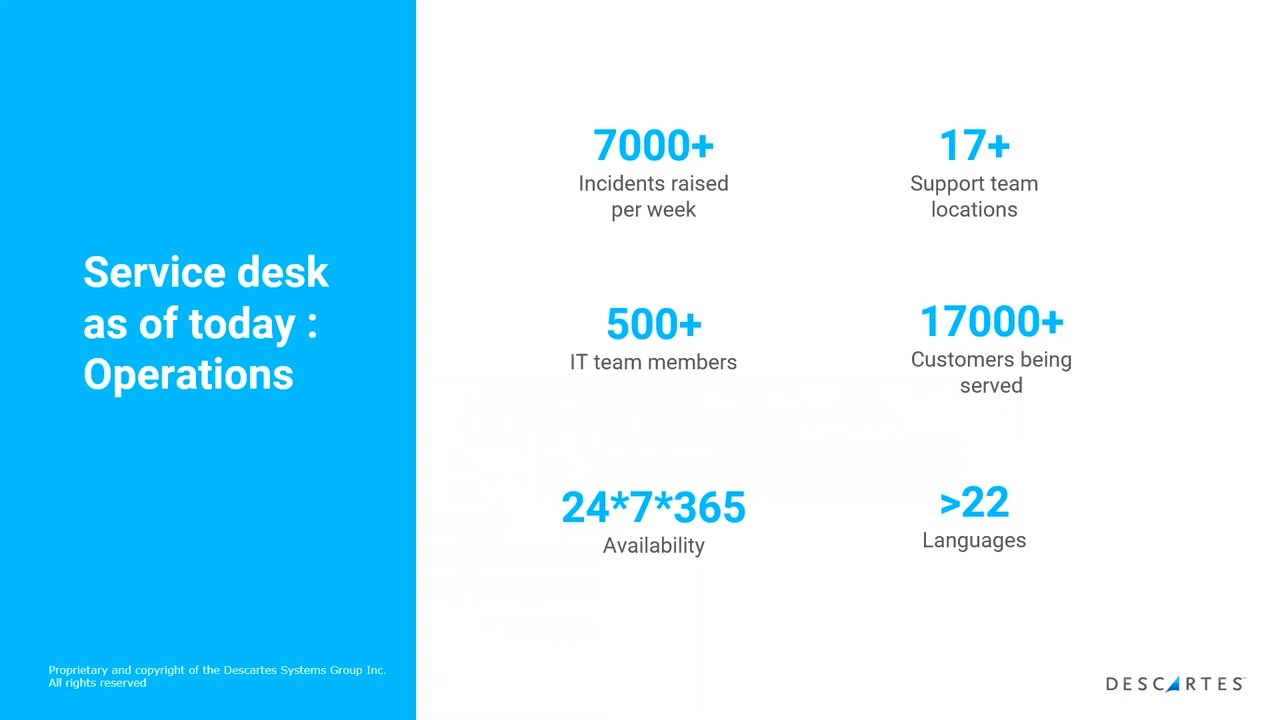 Service desk
as of today :
Operations
7000+
Incidents raised
per week
17+
Support team
locations
500+
IT team members
17000+
Customers being
served
24*7*365
Availability
>22
Languages
Proprietary and copyright of the Descartes Systems Group Inc.
All rights reserved
DESCARTES